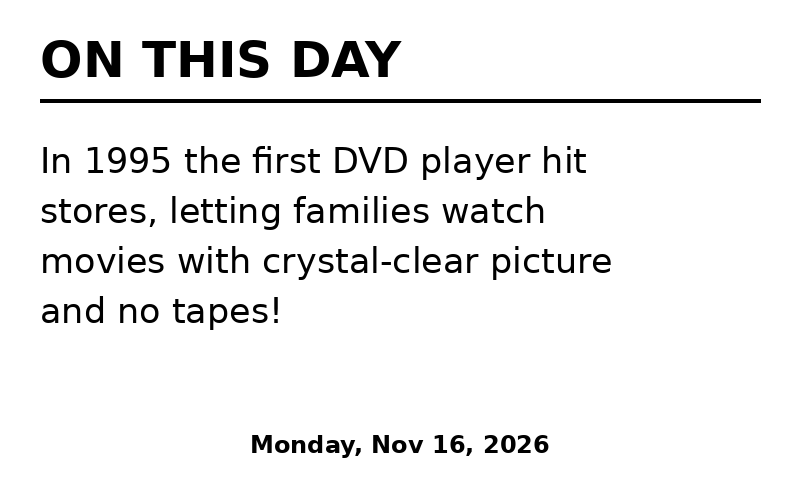 ON THIS DAY
In 1995 the first DVD player hit
stores, letting families watch
movies with crystal-clear picture
and no tapes!
Monday, Nov 16, 2026